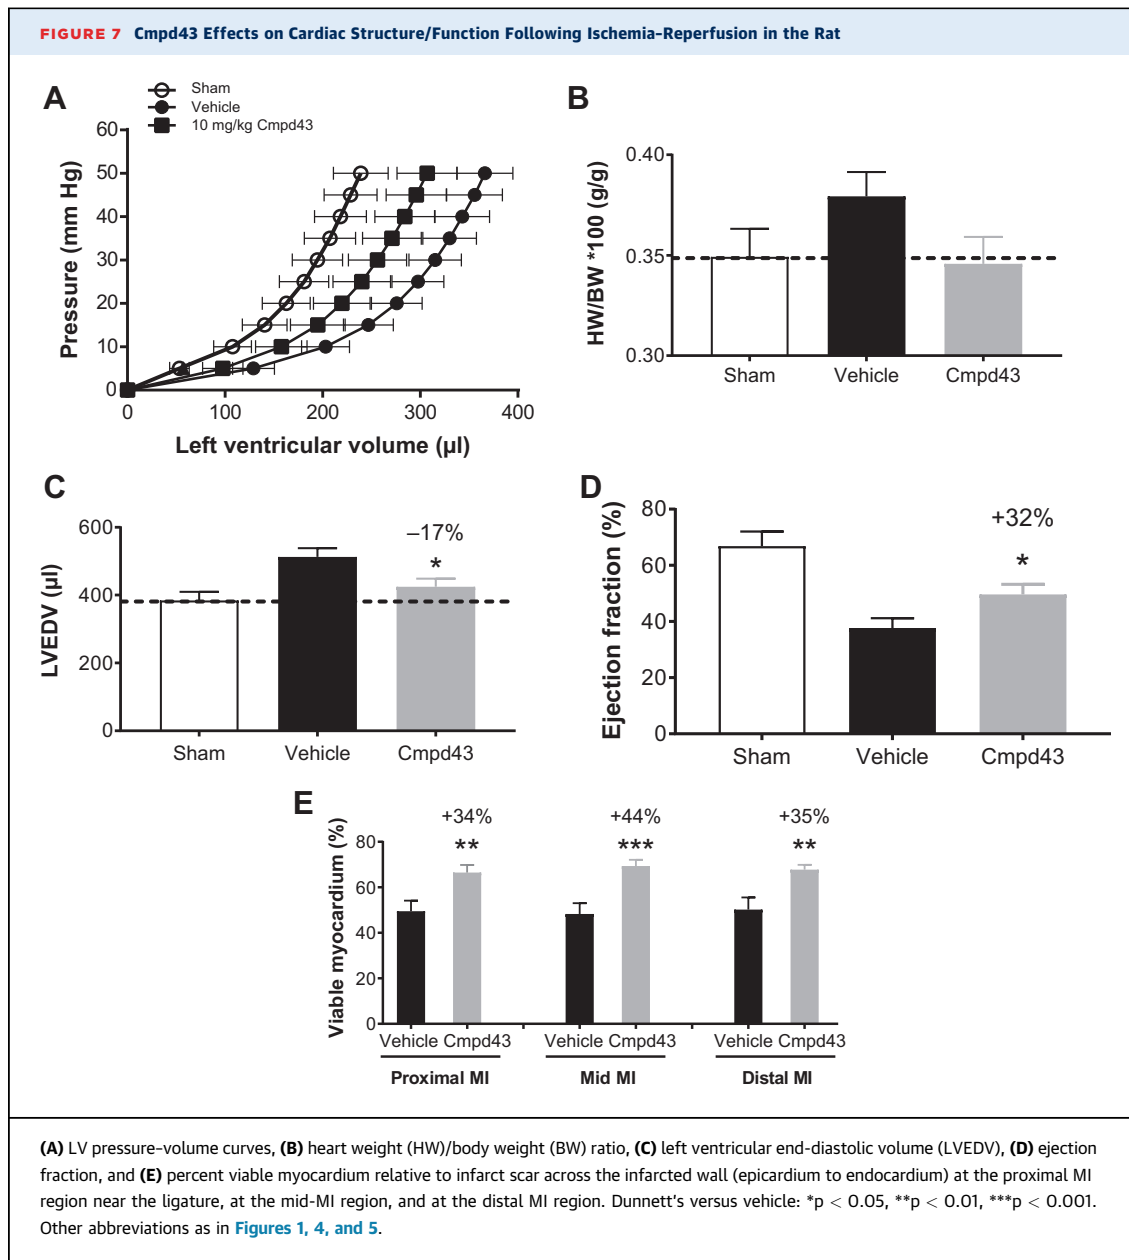 FIGURE 7 Cmpd43 Effects on Cardiac Structure/Function Following Ischemia-Reperfusion in the Rat
A
Sham
Vehicle
10 mg/kg Cmpd43
Pressure (mm Hg)
60
50
40
30
20
10
0
0 100 200 300 400
Left ventricular volume (µl)
B
HW/BW *100 (g/g)
0.40
0.35
0.30
Sham Vehicle Cmpd43
C
LVEDV (µl)
600
400
200
0
–17%
*
Sham Vehicle Cmpd43
D
Ejection fraction (%)
80
60
40
20
0
+32%
*
Sham Vehicle Cmpd43
E
Viable myocardium (%)
80
60
40
20
0
+34% +44% +35%
** *** **
Vehicle Cmpd43 Vehicle Cmpd43 Vehicle Cmpd43
Proximal MI Mid MI Distal MI
(A) LV pressure-volume curves, (B) heart weight (HW)/body weight (BW) ratio, (C) left ventricular end-diastolic volume (LVEDV), (D) ejection
fraction, and (E) percent viable myocardium relative to infarct scar across the infarcted wall (epicardium to endocardium) at the proximal MI
region near the ligature, at the mid-MI region, and at the distal MI region. Dunnett's versus vehicle: *p < 0.05, **p < 0.01, ***p < 0.001.
Other abbreviations as in Figures 1, 4, and 5.